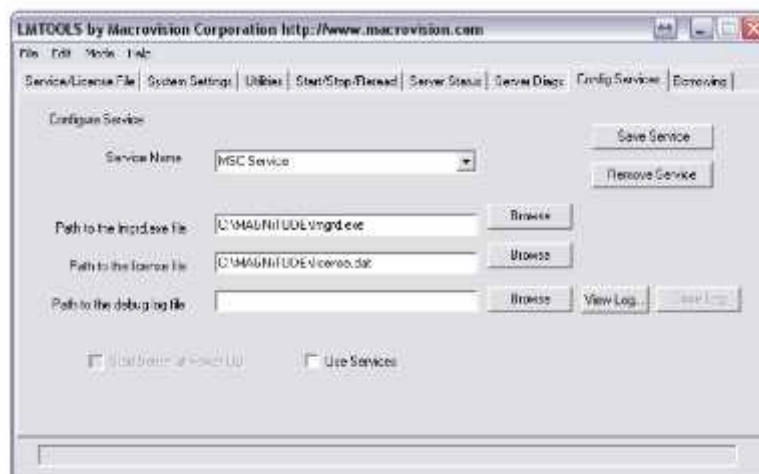 LMTOOLS by Macrovision Corporation http://www.macrovision.com
File Edit Mode Help
Service/License File System Settings Utilities Start/Stop/Reread Server Status Server Diags Config Services Borrowing
Configure Service
Save Service
Service Name MSC Service
Remove Service
Path to the lmgrd.exe file C:\MAGNiTUDE\lmgrd.exe Browse
Path to the license file C:\MAGNiTUDE\license.dat Browse
Path to the debug log file Browse View Log... Close Log
Start Server at Power Up Use Services